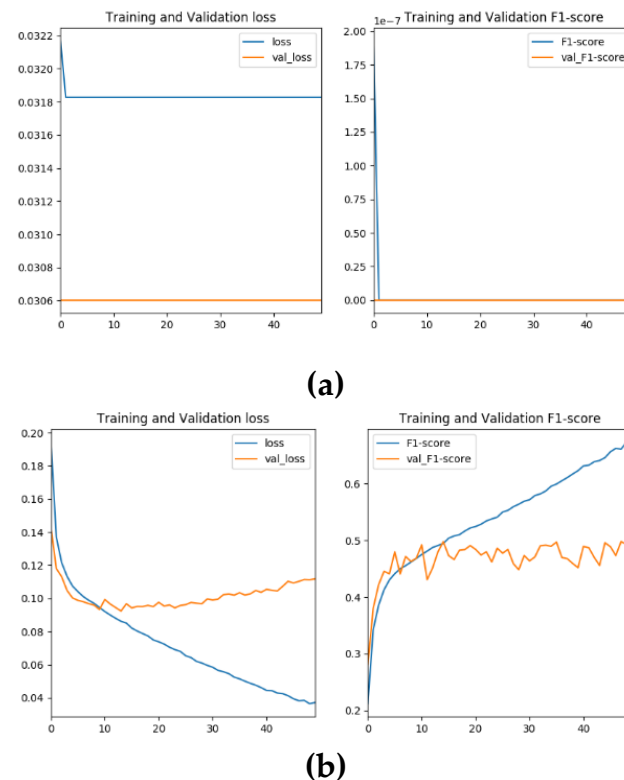 Training and Validation loss
0.0322
0.0320
0.0318
0.0316
0.0314
0.0312
0.0310
0.0308
0.0306
0 10 20 30 40
loss
val_loss
Training and Validation F1-score
1e-7
2.00
1.75
1.50
1.25
1.00
0.75
0.50
0.25
0.00
0 10 20 30 40
F1-score
val_F1-score
(a)
Training and Validation loss
0.20
0.18
0.16
0.14
0.12
0.10
0.08
0.06
0.04
0 10 20 30 40
loss
val_loss
Training and Validation F1-score
0.6
0.5
0.4
0.3
0.2
0 10 20 30 40
F1-score
val_F1-score
(b)